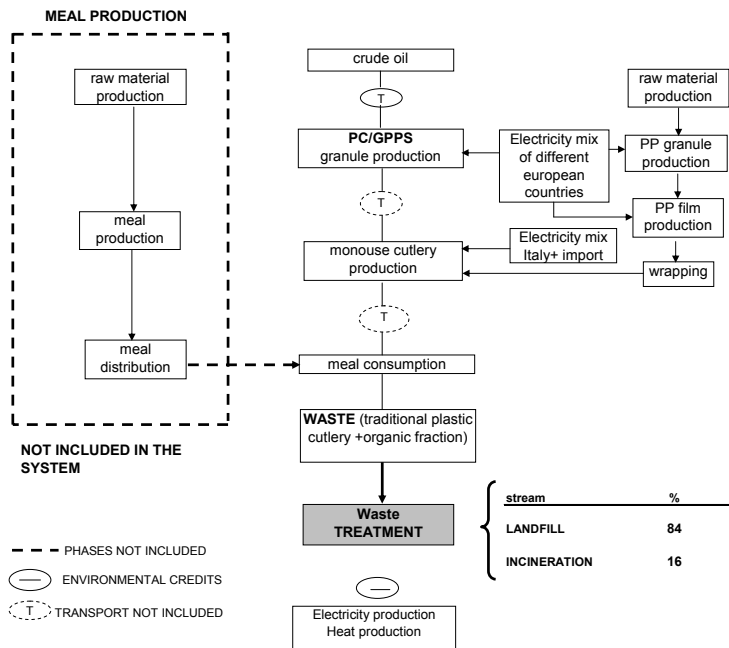 MEAL PRODUCTION
raw material
production
meal
production
meal
distribution
NOT INCLUDED IN THE
SYSTEM
crude oil
T
PC/GPPS
granule production
T
monouse cutlery
production
T
meal consumption
WASTE (traditional plastic
cutlery +organic fraction)
Waste
TREATMENT
Electricity production
Heat production
Electricity mix
of different
european
countries
Electricity mix
Italy+ import
raw material
production
PP granule
production
PP film
production
wrapping
stream %
LANDFILL 84
INCINERATION 16
PHASES NOT INCLUDED
ENVIRONMENTAL CREDITS
T TRANSPORT NOT INCLUDED